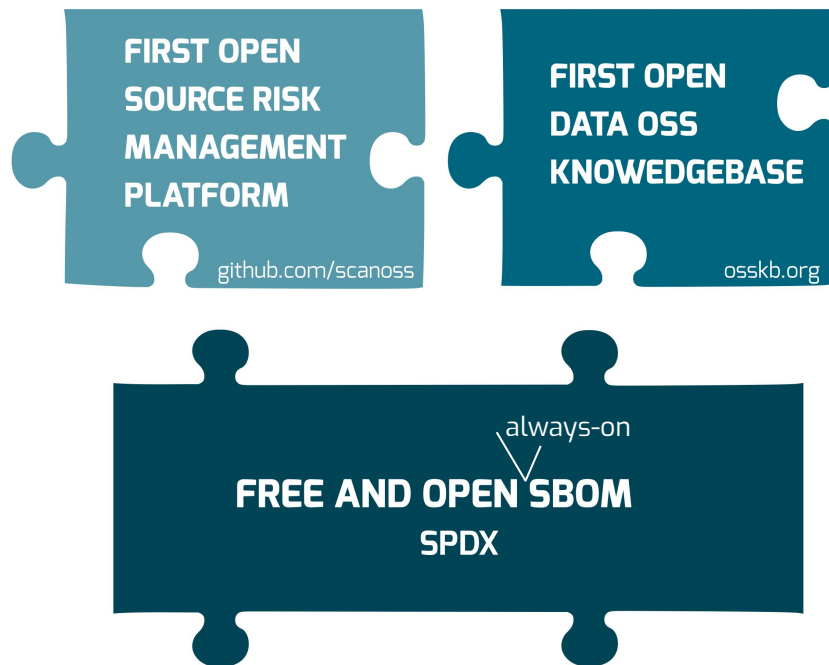 FIRST OPEN
SOURCE RISK
MANAGEMENT
PLATFORM
github.com/scanoss
FIRST OPEN
DATA OSS
KNOWEDGEBASE
osskb.org
always-on
FREE AND OPEN SBOM
SPDX